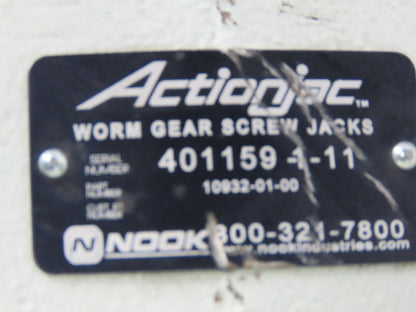 Actionjac™
WORM GEAR SCREW JACKS
SERIAL NUMBER 401159-1-11
PART NUMBER 10932-01-00
CUST. ID NUMBER
N NOOK 800-321-7800
www.nookindustries.com